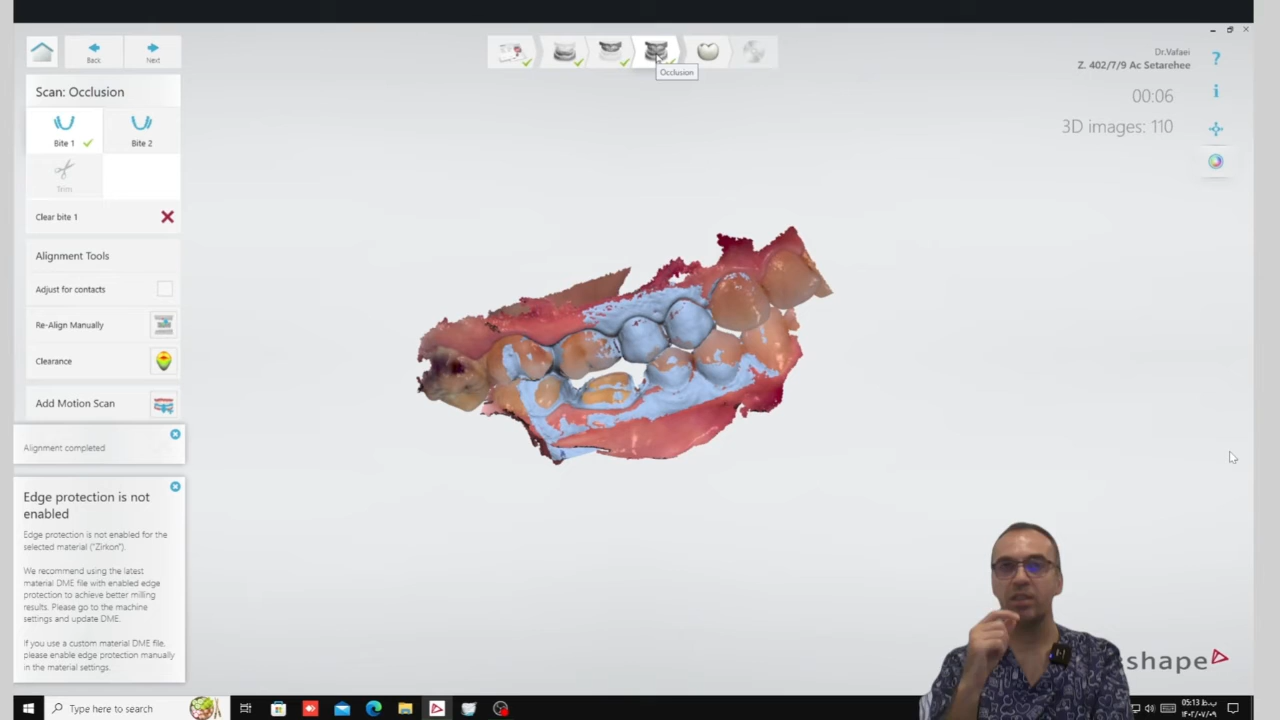 Back
Next
Scan: Occlusion
Bite 1
Bite 2
Trim
Clear bite 1
Alignment Tools
Adjust for contacts
Re-Align Manually
Clearance
Add Motion Scan
Alignment completed
Edge protection is not
enabled
Edge protection is not enabled for the
selected material ("Zirkon").
We recommend using the latest
material DME file with enabled edge
protection to achieve better milling
results. Please go to the machine
settings and update DME.
If you use a custom material DME file,
please enable edge protection manually
in the material settings.
Occlusion
Dr.Vafaei
Z. 402/7/9 Ac Setarehee
00:06
3D images: 110
?
i
shape
Type here to search
05:13 ب.ظ
۱۴۰۲/۰۷/۰۹